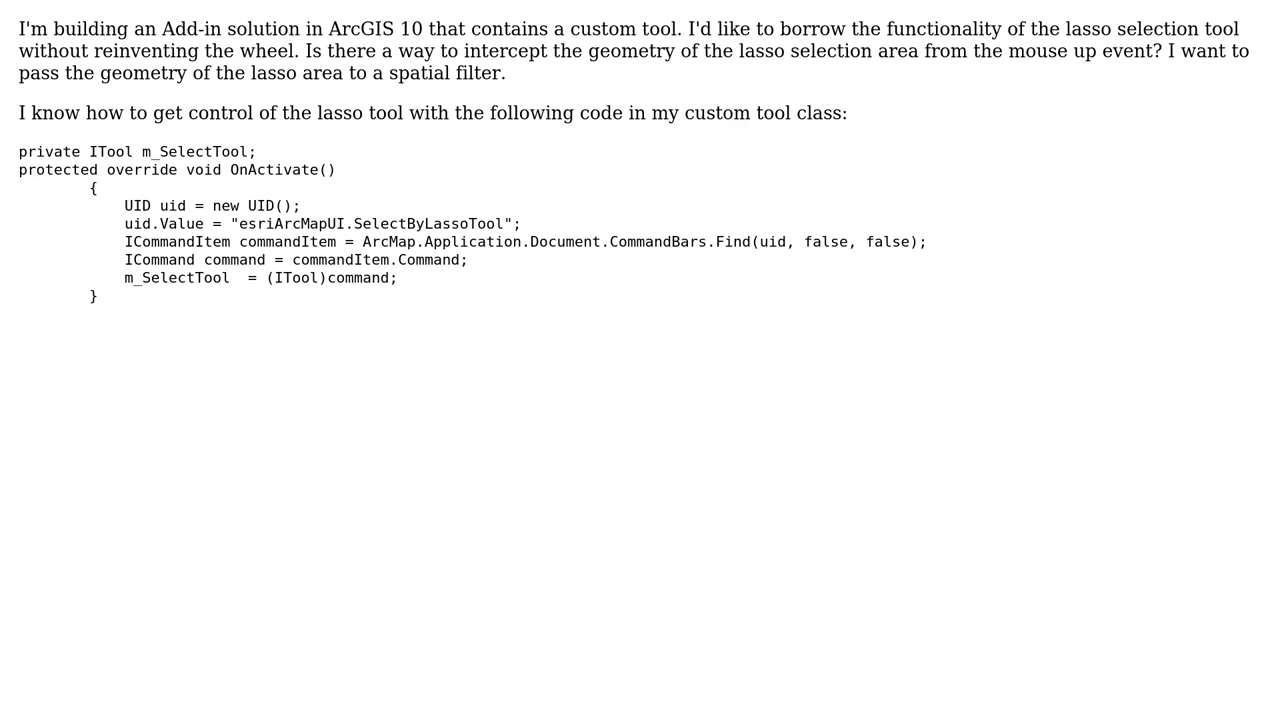 I'm building an Add-in solution in ArcGIS 10 that contains a custom tool. I'd like to borrow the functionality of the lasso selection tool
without reinventing the wheel. Is there a way to intercept the geometry of the lasso selection area from the mouse up event? I want to
pass the geometry of the lasso area to a spatial filter.
I know how to get control of the lasso tool with the following code in my custom tool class:
private ITool m_SelectTool;
protected override void OnActivate()
        {
            UID uid = new UID();
            uid.Value = "esriArcMapUI.SelectByLassoTool";
            ICommandItem commandItem = ArcMap.Application.Document.CommandBars.Find(uid, false, false);
            ICommand command = commandItem.Command;
            m_SelectTool  = (ITool)command;
        }